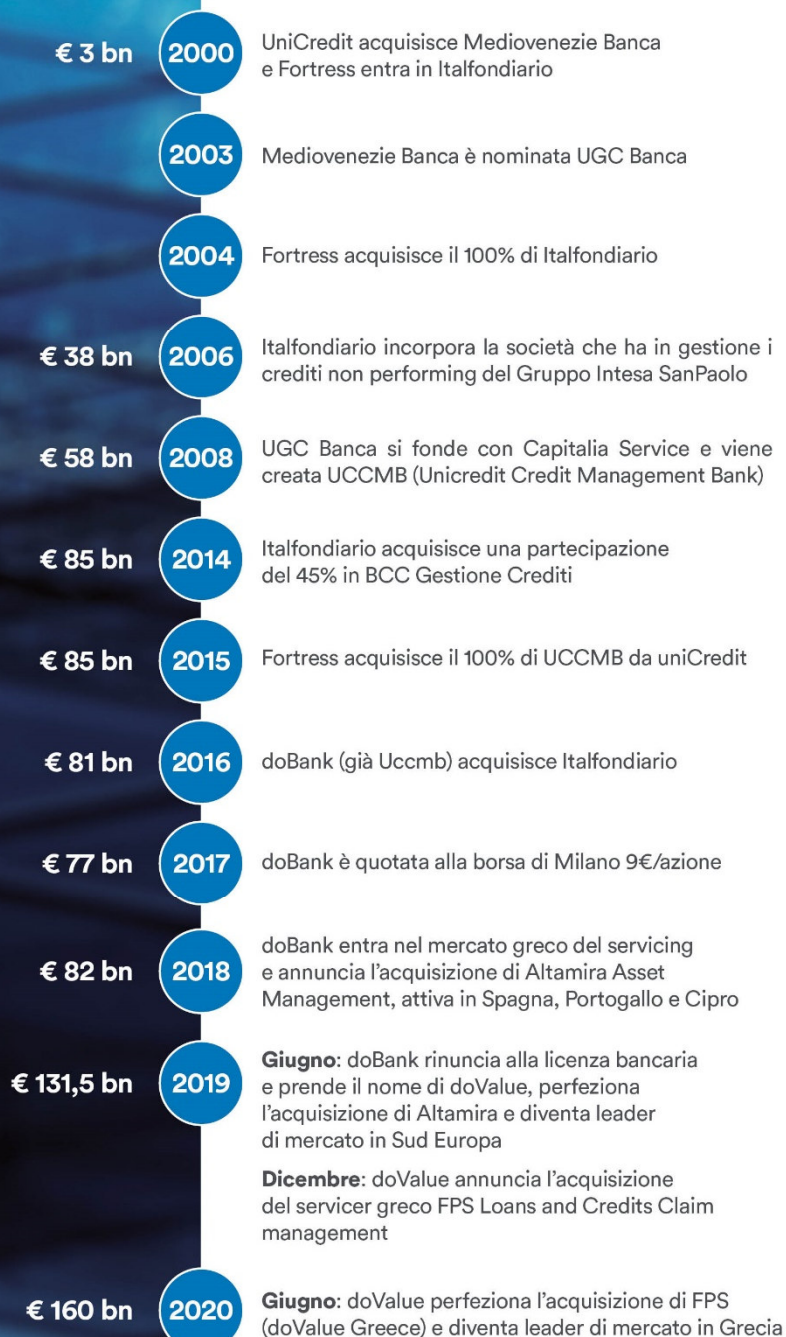 € 3 bn
2000
UniCredit acquisisce Mediovenezie Banca
e Fortress entra in Italfondiario
2003
Mediovenezie Banca è nominata UGC Banca
2004
Fortress acquisisce il 100% di Italfondiario
€ 38 bn
2006
Italfondiario incorpora la società che ha in gestione i
crediti non performing del Gruppo Intesa SanPaolo
€ 58 bn
2008
UGC Banca si fonde con Capitalia Service e viene
creata UCCMB (Unicredit Credit Management Bank)
€ 85 bn
2014
Italfondiario acquisisce una partecipazione
del 45% in BCC Gestione Crediti
€ 85 bn
2015
Fortress acquisisce il 100% di UCCMB da uniCredit
€ 81 bn
2016
doBank (già Uccmb) acquisisce Italfondiario
€ 77 bn
2017
doBank è quotata alla borsa di Milano 9€/azione
€ 82 bn
2018
doBank entra nel mercato greco del servicing
e annuncia l'acquisizione di Altamira Asset
Management, attiva in Spagna, Portogallo e Cipro
€ 131,5 bn
2019
Giugno: doBank rinuncia alla licenza bancaria
e prende il nome di doValue, perfeziona
l'acquisizione di Altamira e diventa leader
di mercato in Sud Europa
Dicembre: doValue annuncia l'acquisizione
del servicer greco FPS Loans and Credits Claim
management
€ 160 bn
2020
Giugno: doValue perfeziona l'acquisizione di FPS
(doValue Greece) e diventa leader di mercato in Grecia